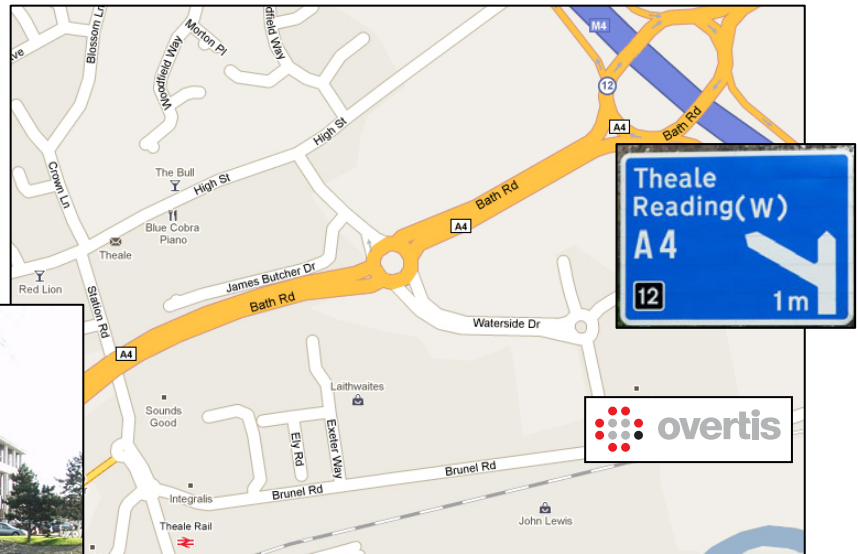 Blossom Ln
Morton Pl
Woodfield Way
dfield Way
ve
M4
12
A4
Bath Rd
High St
Bath Rd
A4
Crown Ln
The Bull
High St
Blue Cobra
Piano
Theale
Red Lion
Station Rd
James Butcher Dr
Bath Rd
A4
Waterside Dr
Theale
Reading(W)
A4
12
1m
Laithwaites
Sounds
Good
Ely Rd
Exeter Way
overtis
Brunel Rd
Brunel Rd
Integralis
Theale Rail
John Lewis